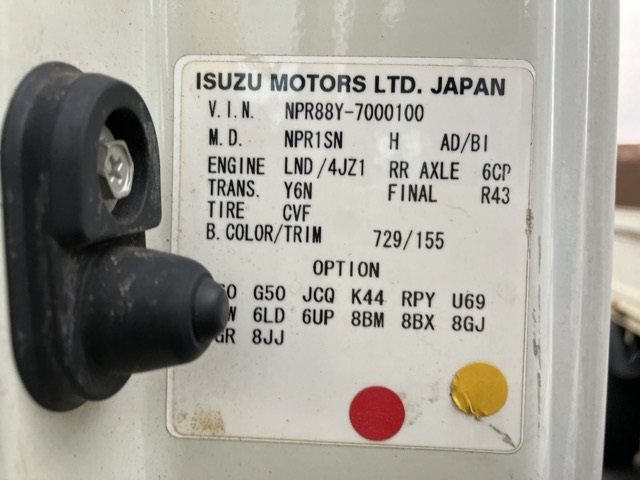 ISUZU MOTORS LTD. JAPAN
V.I.N. NPR88Y-7000100
M.D. NPR1SN H AD/BI
ENGINE LND/4JZ1 RR AXLE 6CP
TRANS. Y6N FINAL R43
TIRE CVF
B.COLOR/TRIM 729/155
OPTION
G50 JCQ K44 RPY U69
6LD 6UP 8BM 8BX 8GJ
8JJ